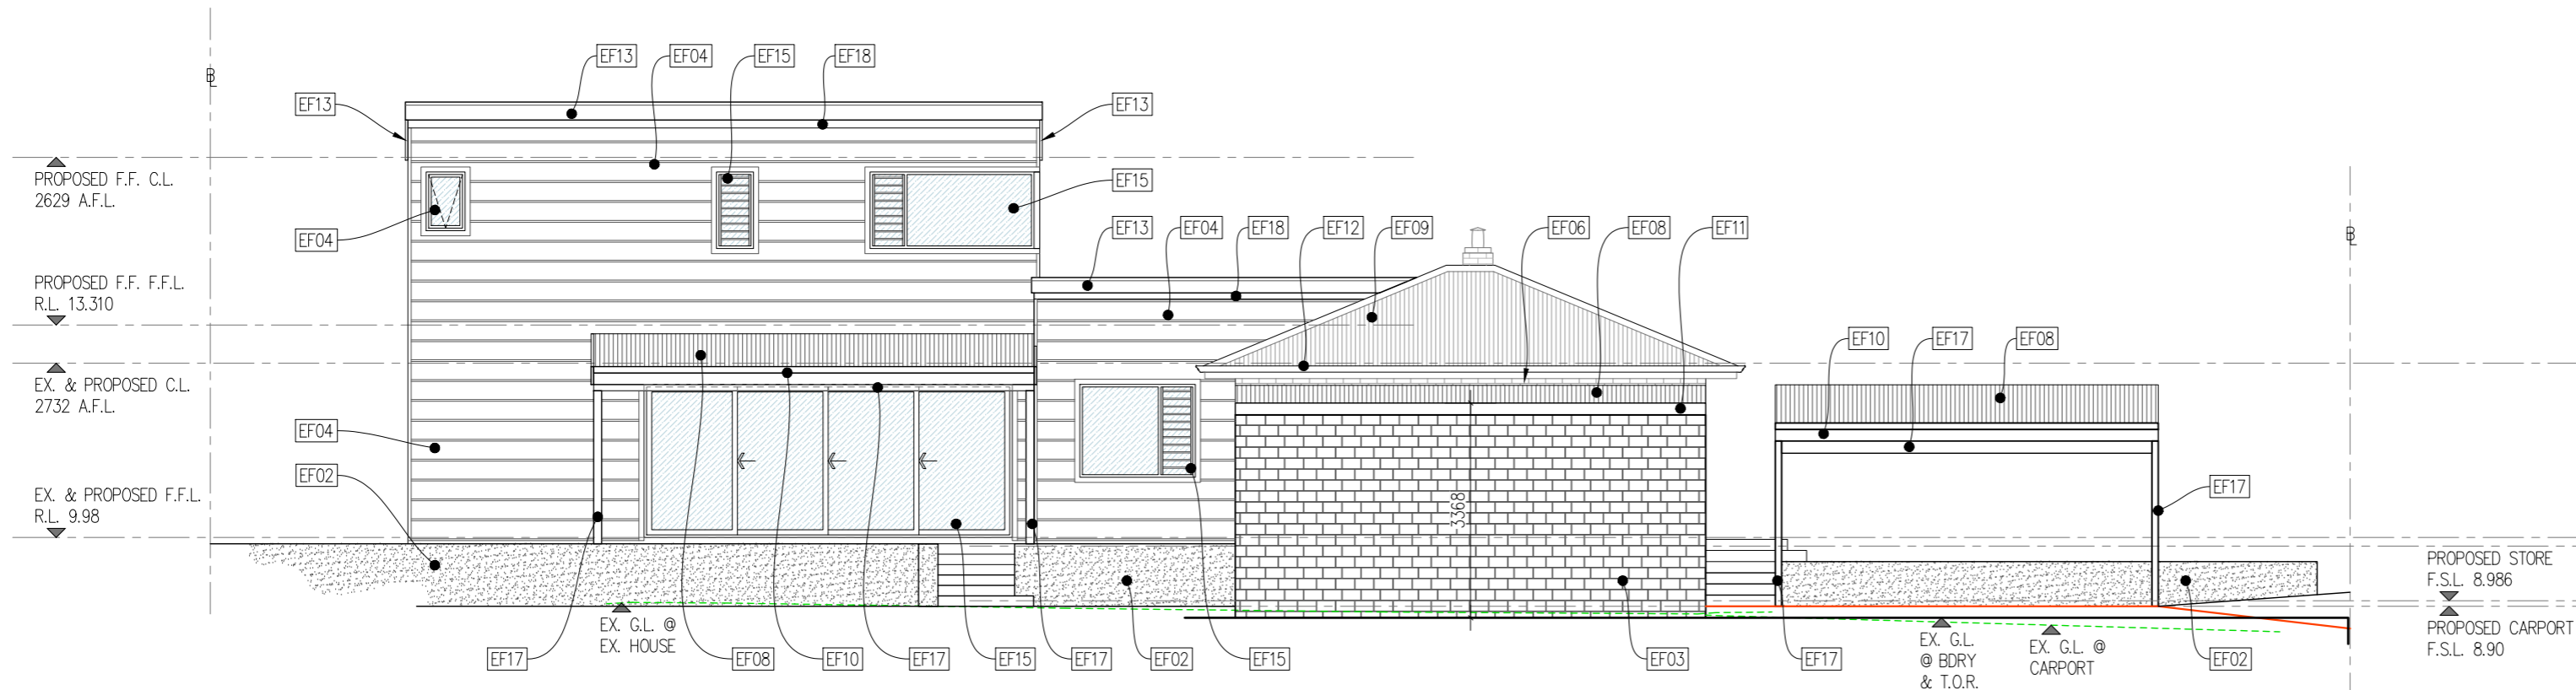 EF13
EF04
EF15
EF18
EF13
EF13
PROPOSED F.F. C.L.
2629 A.F.L.
EF15
EF04
EF13
EF04
EF18
EF12
EF09
EF06
EF08
EF11
PROPOSED F.F. F.F.L.
R.L. 13.310
EF10
EF17
EF08
EX. & PROPOSED C.L.
2732 A.F.L.
EF04
EF02
EX. & PROPOSED F.F.L.
R.L. 9.98
EF17
3368
PROPOSED STORE
F.S.L. 8.986
PROPOSED CARPORT
F.S.L. 8.90
EX. G.L. @
EX. HOUSE
EX. G.L.
@ BDRY
& T.O.R.
EX. G.L. @
CARPORT
EF17
EF08
EF10
EF17
EF15
EF17
EF02
EF15
EF03
EF17
EF02